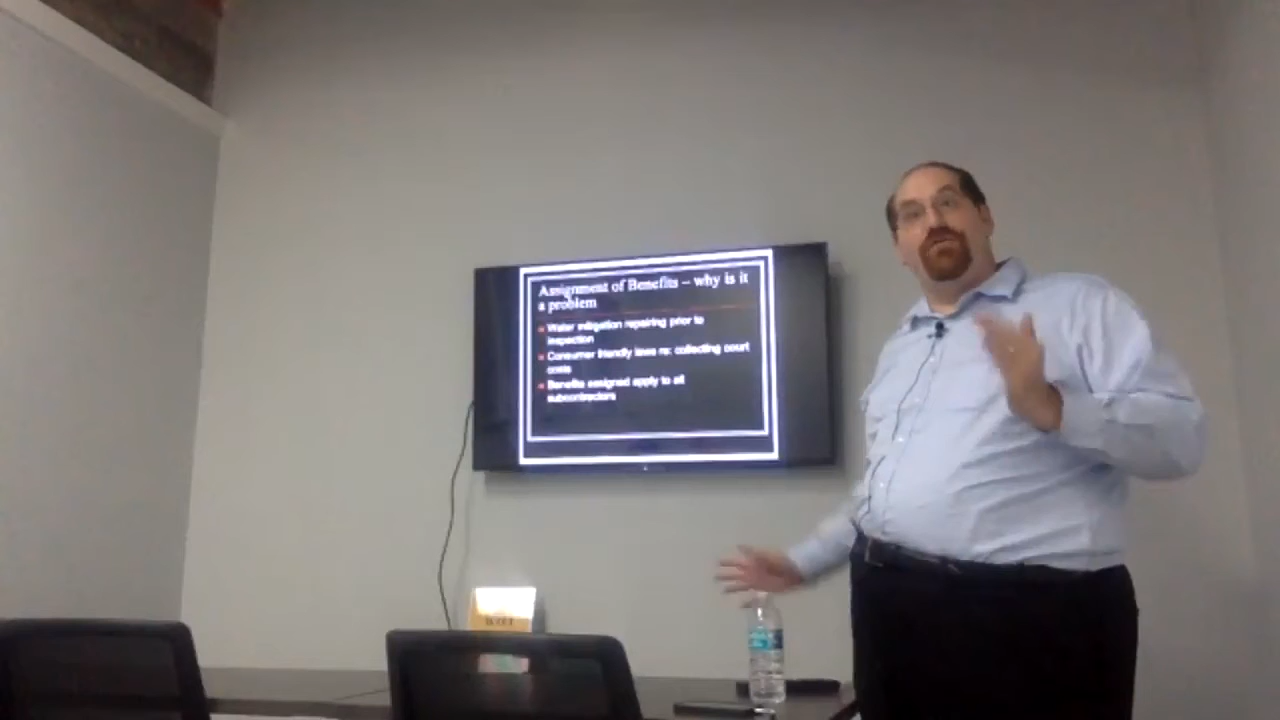 Assignment of Benefits – why is it
a problem
Water mitigation repairing prior to
inspection
Consumer friendly laws re: collecting court
costs
Benefits assigned apply to all
subcontractors